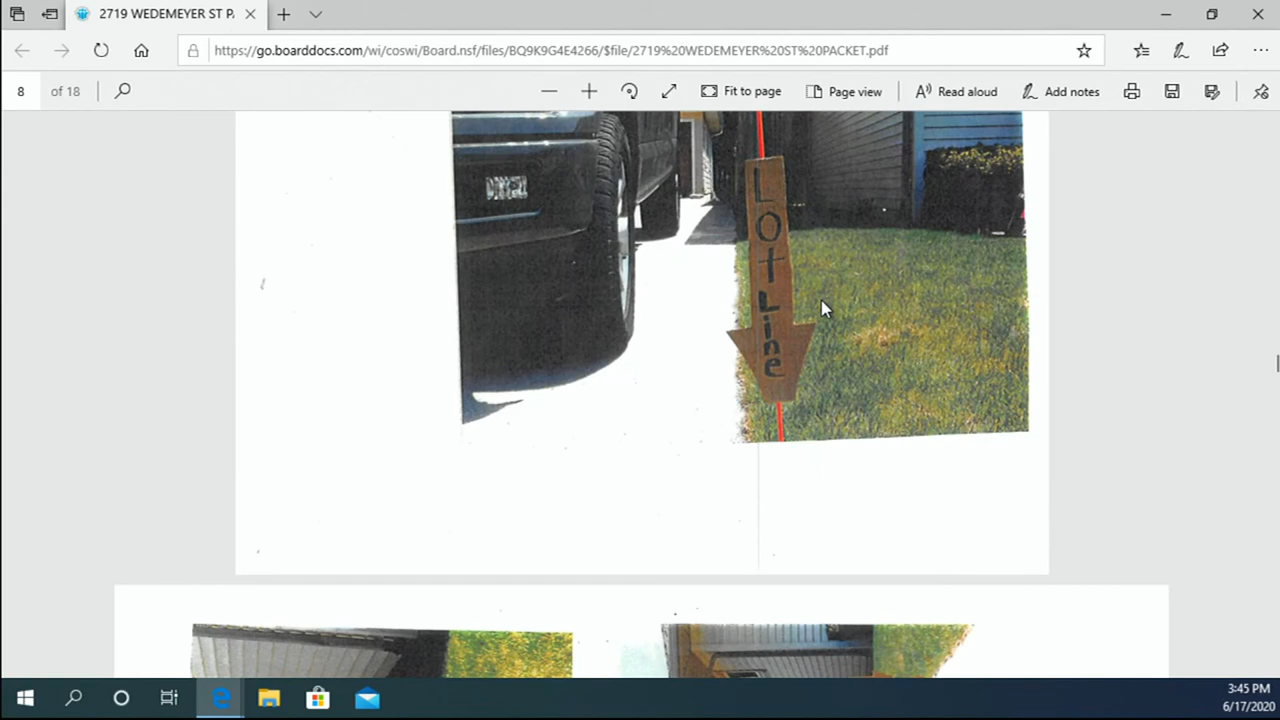 2719 WEDEMEYER ST PA
https://go.boarddocs.com/wi/coswi/Board.nsf/files/BQ9K9G4E4266/$file/2719%20WEDEMEYER%20ST%20PACKET.pdf
8 of 18
Fit to page
Page view
Read aloud
Add notes
Lot Line
3:45 PM
6/17/2020